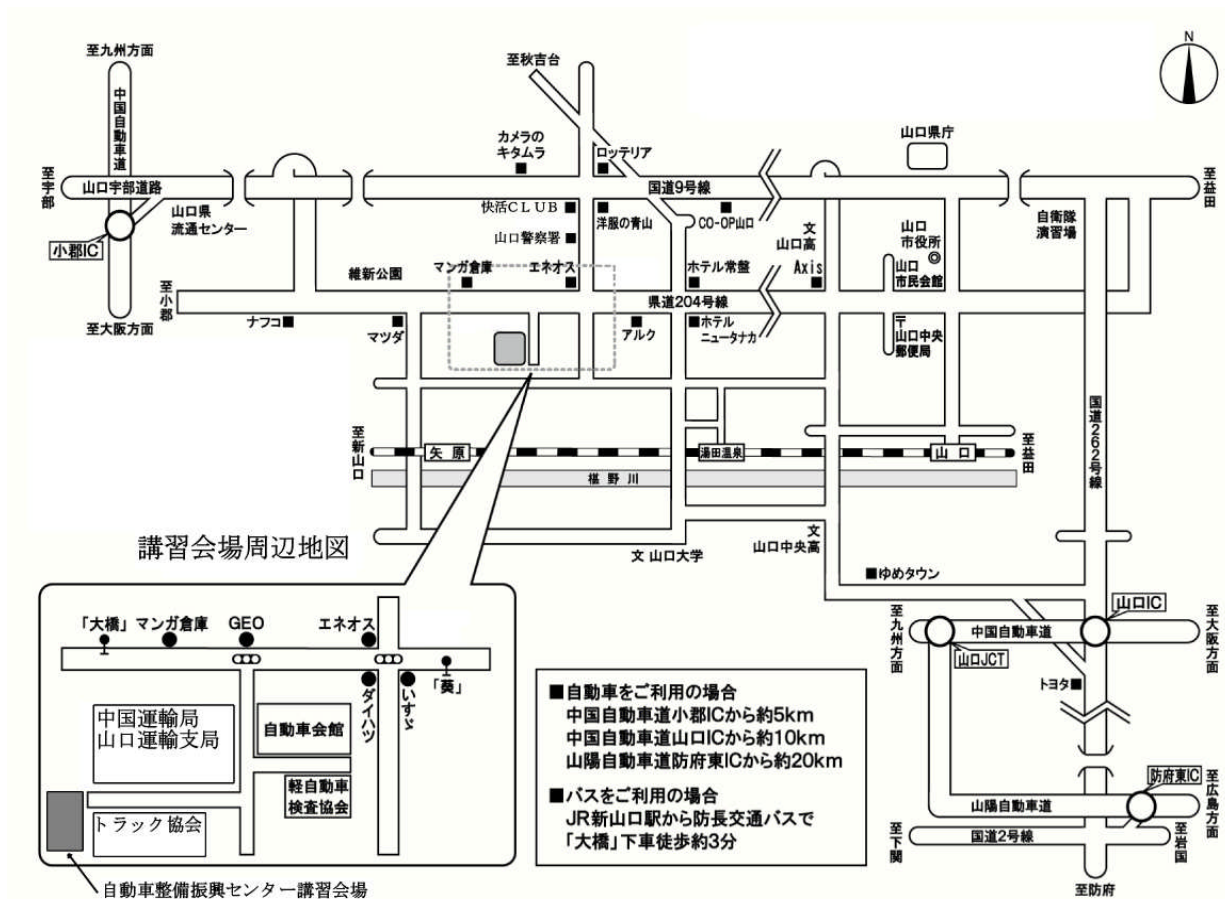 N
至九州方面
中国自動車道
至宇部
山口宇部道路
小郡IC
山口県
流通センター
至大阪方面
至秋吉台
カメラの
キタムラ
ロッテリア
国道9号線
山口県庁
至益田
快活CLUB
洋服の青山
CO-OP山口
文
山口高
山口
市役所
自衛隊
演習場
山口警察署
維新公園
マンガ倉庫
エネオス
ホテル常盤
Axis
山口
市民会館
至小郡
県道204号線
ナフコ
マツダ
アルク
ホテル
ニュータナカ
〒
山口中央
郵便局
国道262号線
至新山口
矢原
湯田温泉
山口
至益田
椹野川
文 山口大学
文
山口中央高
ゆめタウン
山口IC
至九州方面
中国自動車道
至大阪方面
山口JCT
トヨタ
防府東IC
至広島方面
山陽自動車道
至下関
国道2号線
至岩国
至防府
講習会場周辺地図
「大橋」
マンガ倉庫
GEO
エネオス
「葵」
ダイハツ
いすゞ
中国運輸局
山口運輸支局
自動車会館
軽自動車
検査協会
トラック協会
自動車整備振興センター講習会場
■自動車をご利用の場合
中国自動車道小郡ICから約5km
中国自動車道山口ICから約10km
山陽自動車道防府東ICから約20km
■バスをご利用の場合
JR新山口駅から防長交通バスで
「大橋」下車徒歩約3分